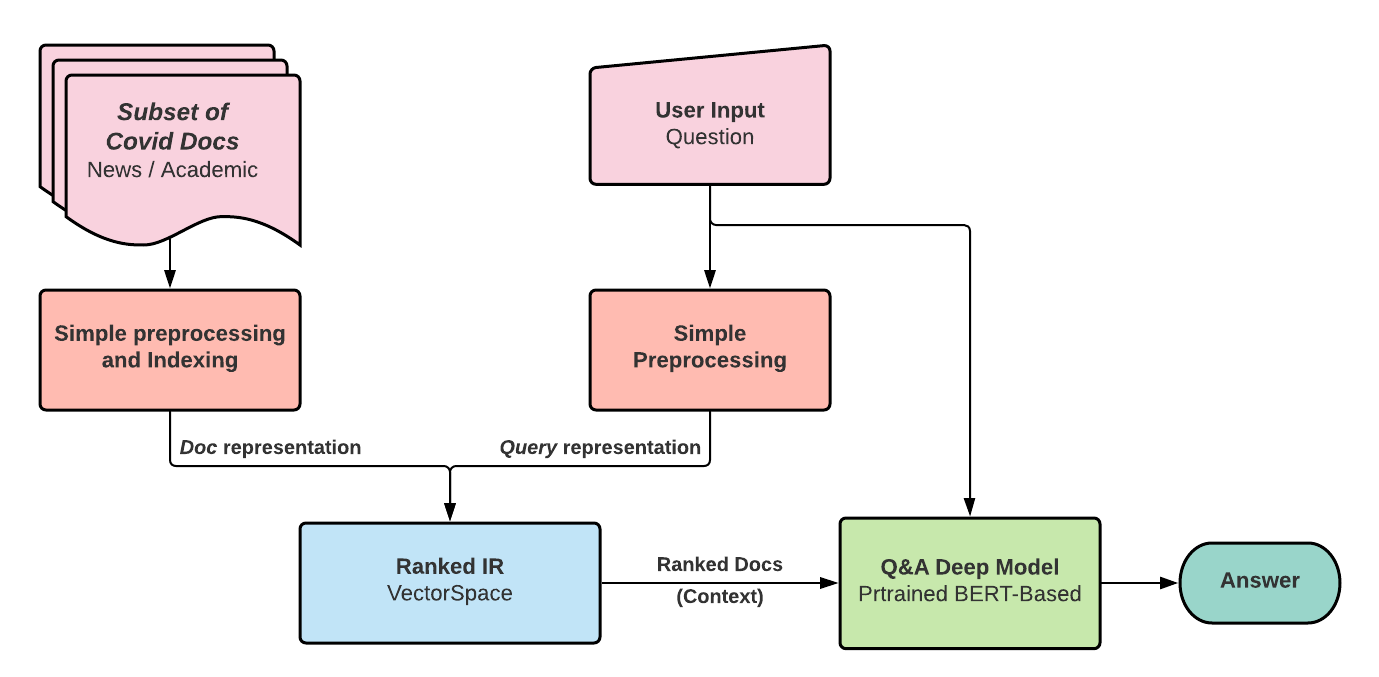 Subset of
Covid Docs
News / Academic
User Input
Question
Simple preprocessing
and Indexing
Simple
Preprocessing
Doc representation
Query representation
Ranked IR
VectorSpace
Ranked Docs
(Context)
Q&A Deep Model
Prtrained BERT-Based
Answer